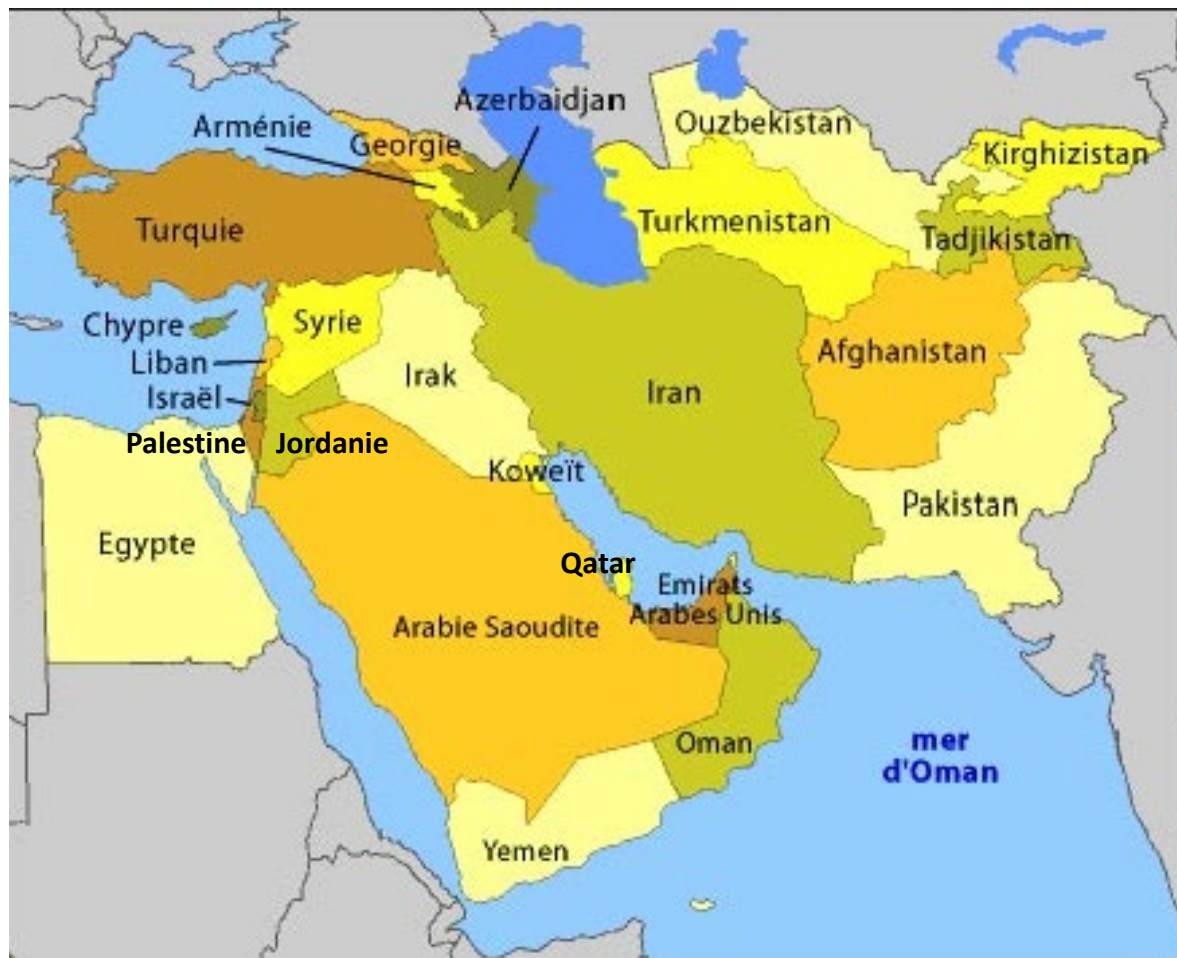 Azerbaidjan
Arménie
Georgie
Ouzbekistan
Kirghizistan
Turquie
Turkmenistan
Tadjikistan
Chypre
Syrie
Liban
Irak
Iran
Afghanistan
Israël
Palestine
Jordanie
Koweït
Pakistan
Egypte
Qatar
Emirats
Arabes Unis
Arabie Saoudite
Oman
mer
d'Oman
Yemen